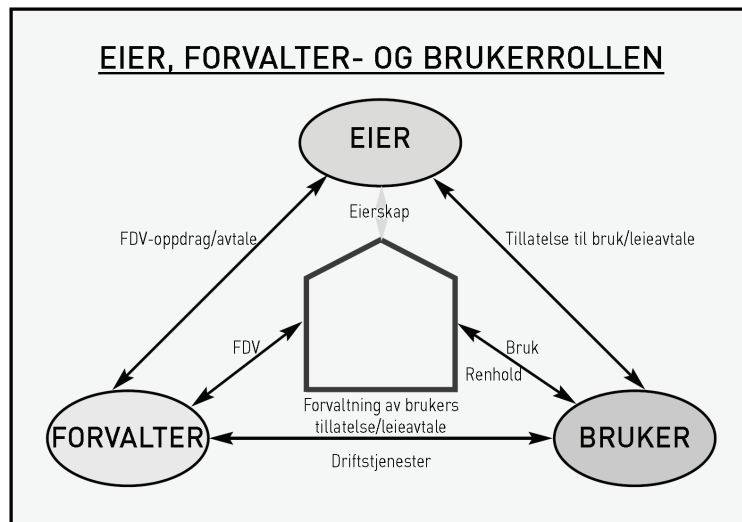 EIER, FORVALTER- OG BRUKERROLLEN
EIER
Eierskap
FDV-oppdrag/avtale
Tillatelse til bruk/leieavtale
FDV
Bruk
Renhold
Forvaltning av brukers
tillatelse/leieavtale
FORVALTER
BRUKER
Driftstjenester